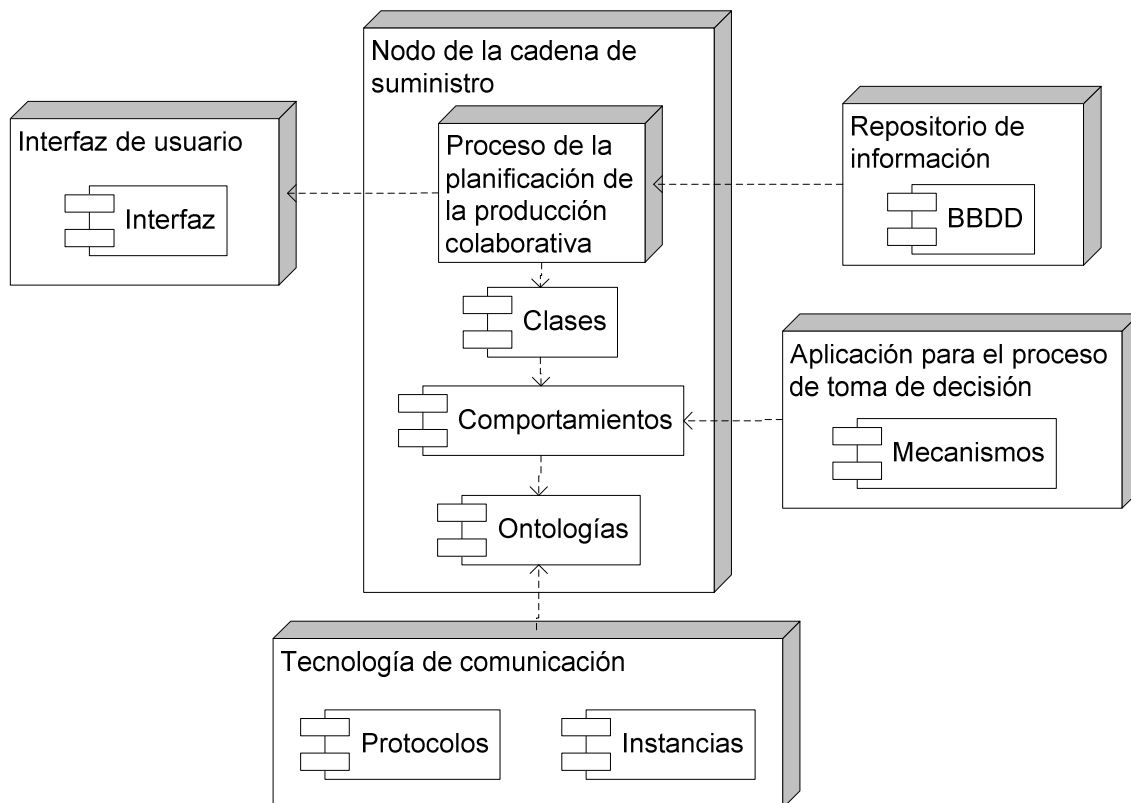 Nodo de la cadena de
suministro
Interfaz de usuario
Interfaz
Proceso de la
planificación de
la producción
colaborativa
Repositorio de
información
BBDD
Clases
Comportamientos
Ontologías
Aplicación para el proceso
de toma de decisión
Mecanismos
Tecnología de comunicación
Protocolos
Instancias